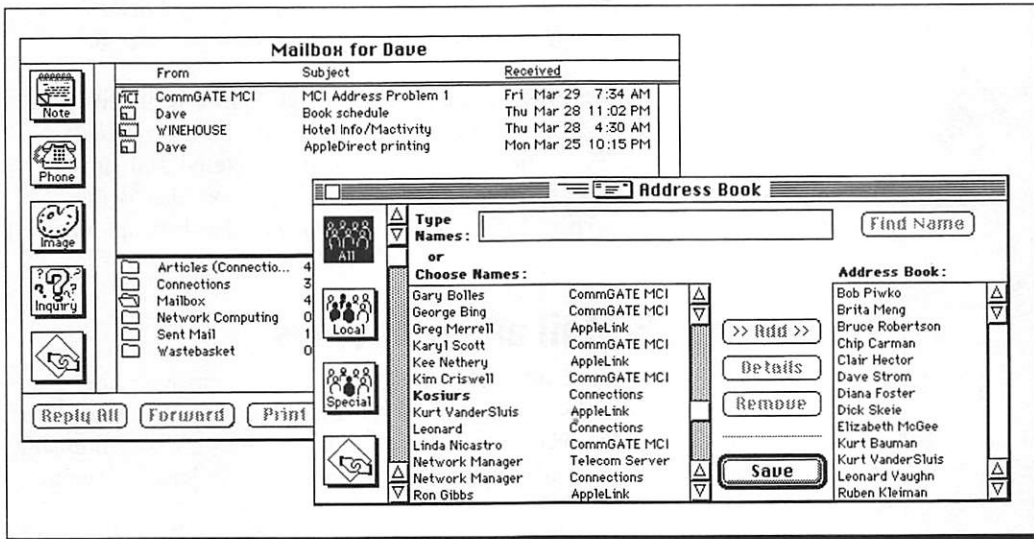 Mailbox for Dave
From Subject Received
CommGATE MCI MCI Address Problem 1 Fri Mar 29 7:34 AM
Dave Book schedule Thu Mar 28 11:02 PM
WINEHOUSE Hotel Info/Mactivity Thu Mar 28 4:30 AM
Dave AppleDirect printing Mon Mar 25 10:15 PM
MCI
Note
Phone
Image
Inquiry
Articles (Connectio... 4
Connections 3
Mailbox 4
Network Computing 0
Sent Mail 1
Wastebasket 0
Reply All Forward Print
Address Book
All
Local
Special
Type
Names:
or
Choose Names:
Find Name
Gary Bolles CommGATE MCI
George Bing CommGATE MCI
Greg Merrell AppleLink
Karyl Scott CommGATE MCI
Kee Nethery AppleLink
Kim Criswell CommGATE MCI
Kosiurs Connections
Kurt VanderSluis AppleLink
Leonard Connections
Linda Nicastro CommGATE MCI
Network Manager Telecom Server
Network Manager Connections
Ron Gibbs AppleLink
>> Add >>
Details
Remove
Save
Address Book:
Bob Piwko
Brita Meng
Bruce Robertson
Chip Carman
Clair Hector
Dave Strom
Diana Foster
Dick Skeie
Elizabeth McGee
Kurt Bauman
Kurt VanderSluis
Leonard Vaughn
Ruben Kleiman